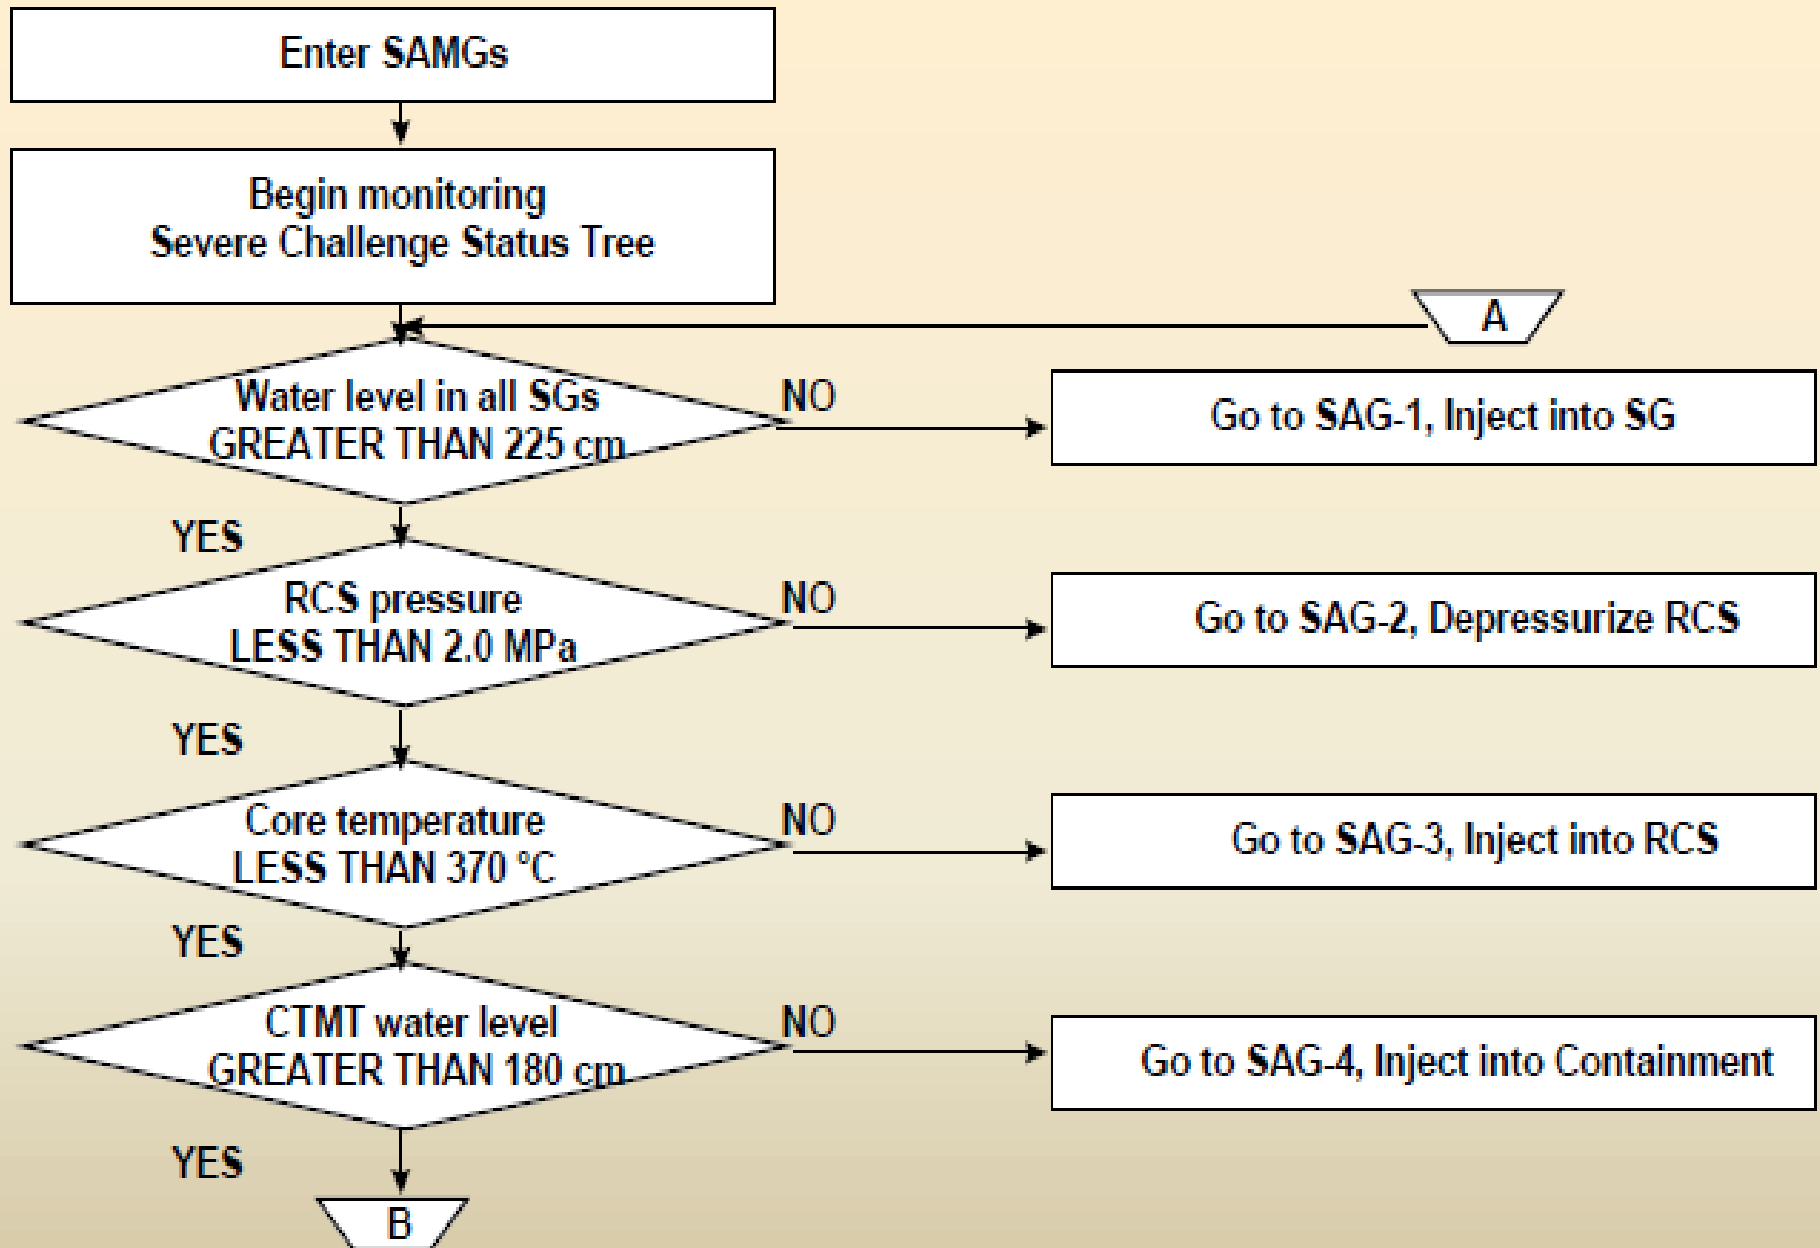 Enter SAMGs
Begin monitoring
Severe Challenge Status Tree
A
Water level in all SGs
GREATER THAN 225 cm
NO
Go to SAG-1, Inject into SG
YES
RCS pressure
LESS THAN 2.0 MPa
NO
Go to SAG-2, Depressurize RCS
YES
Core temperature
LESS THAN 370 °C
NO
Go to SAG-3, Inject into RCS
YES
CTMT water level
GREATER THAN 180 cm
NO
Go to SAG-4, Inject into Containment
YES
B